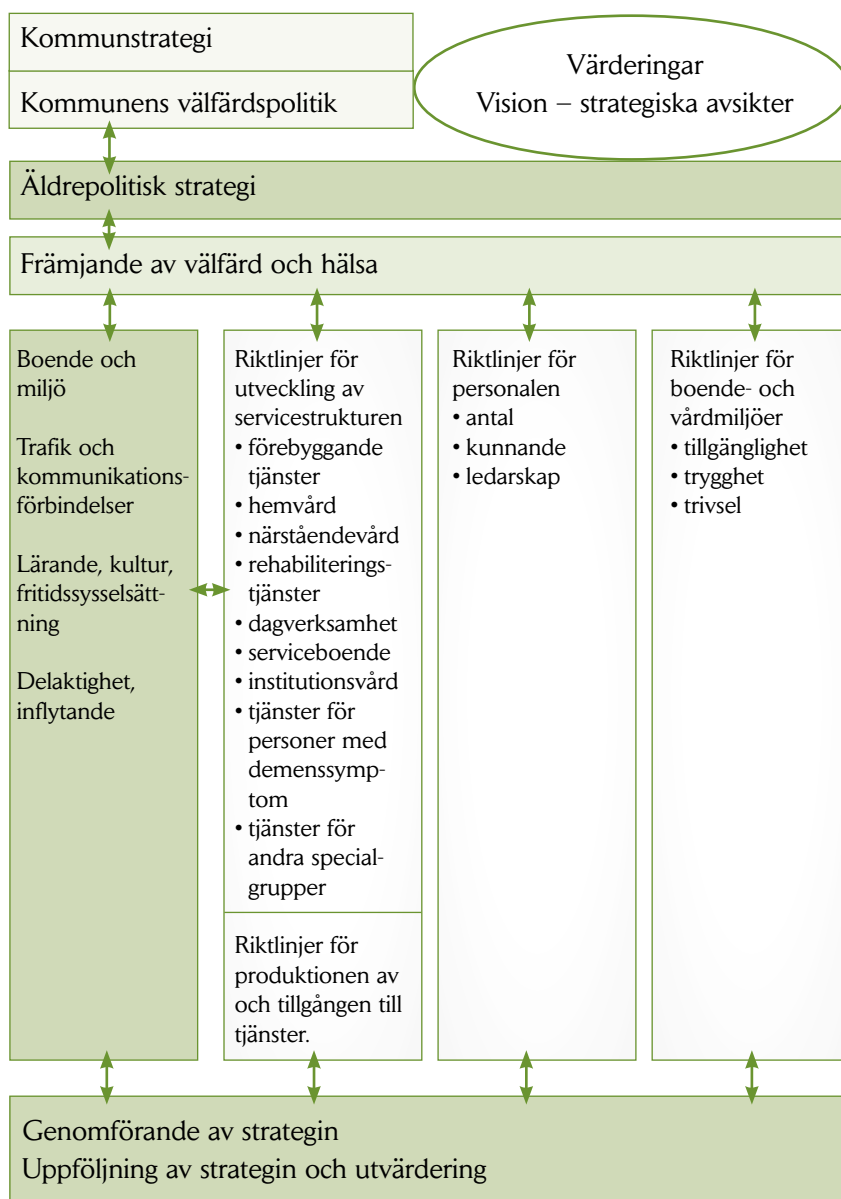 Kommunstrategi
Kommunens välfärdspolitik
Värderingar
Vision – strategiska avsikter
Äldrepolitisk strategi
Främjande av välfärd och hälsa
Boende och
miljö
Trafik och
kommunikations-
förbindelser
Lärande, kultur,
fritidssysselsätt-
ning
Delaktighet,
inflytande
Riktlinjer för
utveckling av
servicestrukturen
• förebyggande
tjänster
• hemvård
• närståendevård
• rehabiliterings-
tjänster
• dagverksamhet
• serviceboende
• institutionsvård
• tjänster för
personer med
demenssymp-
tom
• tjänster för
andra special-
grupper
Riktlinjer för
produktionen av
och tillgången till
tjänster.
Riktlinjer för
personalen
• antal
• kunnande
• ledarskap
Riktlinjer för
boende- och
vårdmiljöer
• tillgänglighet
• trygghet
• trivsel
Genomförande av strategin
Uppföljning av strategin och utvärdering